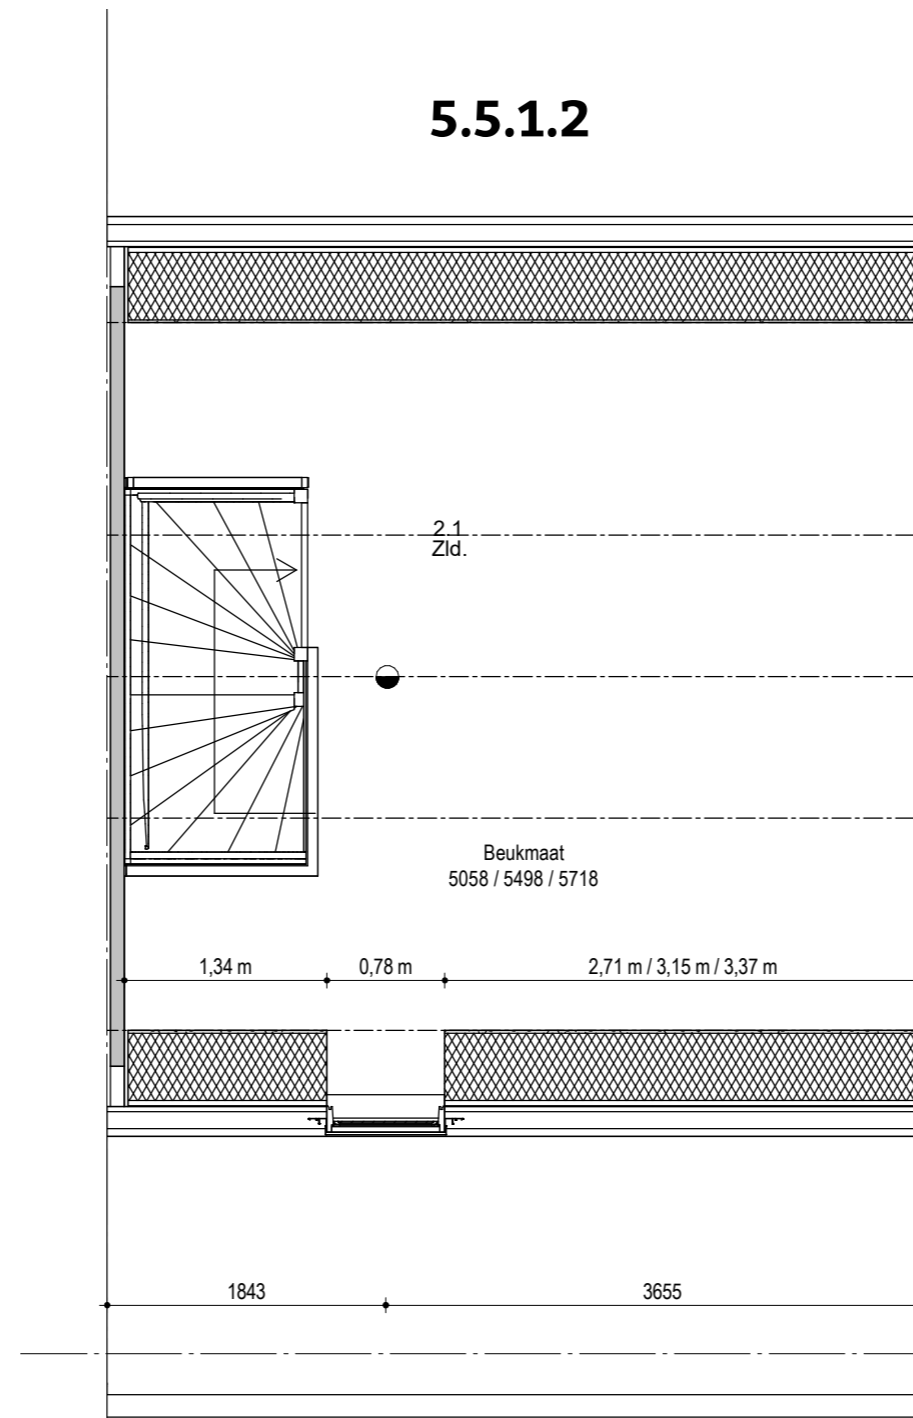 5.5.1.2
2.1
Zld.
Beukmaat
5058 / 5498 / 5718
1,34 m
0,78 m
2,71 m / 3,15 m / 3,37 m
1843
3655